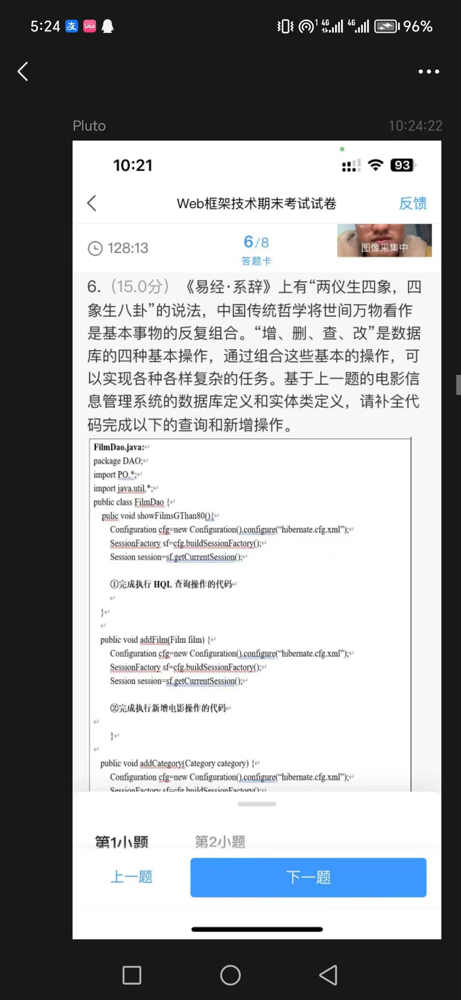 5:24 支 bilibili 1 4G 4G 96%
Pluto 10:24:22
10:21 93
Web框架技术期末考试试卷 反馈
128:13 6/8 图像采集中
答题卡
6.（15.0分）《易经·系辞》上有“两仪生四象，四
象生八卦”的说法，中国传统哲学将世间万物看作
是基本事物的反复组合。“增、删、查、改”是数据
库的四种基本操作，通过组合这些基本的操作，可
以实现各种各样复杂的任务。基于上一题的电影信
息管理系统的数据库定义和实体类定义，请补全代
码完成以下的查询和新增操作。
FilmDao.java:
package DAO;
import PO.*;
import java.util.*;
public class FilmDao {
pulic void showFilmsGThan80(){
Configuration cfg=new Configuration().configure(“hibernate.cfg.xml”);
SessionFactory sf=cfg.buildSessionFactory();
Session session=sf.getCurrentSession();
①完成执行 HQL 查询操作的代码
}
public void addFilm(Film film) {
Configuration cfg=new Configuration().configure(“hibernate.cfg.xml”);
SessionFactory sf=cfg.buildSessionFactory();
Session session=sf.getCurrentSession();
②完成执行新增电影操作的代码
}
public void addCategory(Category category) {
Configuration cfg=new Configuration().configure(“hibernate.cfg.xml”);
SessionFactory sf=cfg.buildSessionFactory();
第1小题 第2小题
上一题 下一题